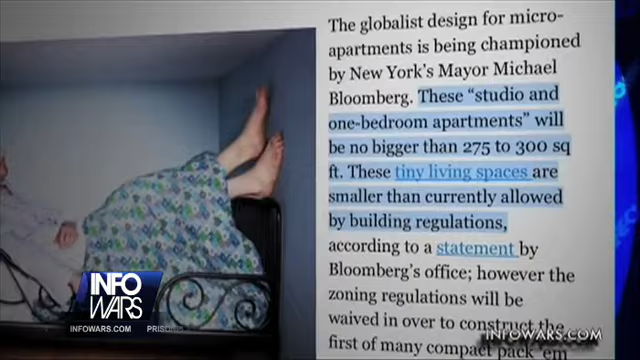 The globalist design for micro-
apartments is being championed
by New York's Mayor Michael
Bloomberg. These “studio and
one-bedroom apartments” will
be no bigger than 275 to 300 sq
ft. These tiny living spaces are
smaller than currently allowed
by building regulations,
according to a statement by
Bloomberg's office; however the
zoning regulations will be
waived in over to construct the
first of many compact pack 'em
INFO
WARS
INFOWARS.COM
INFOWARS.COM